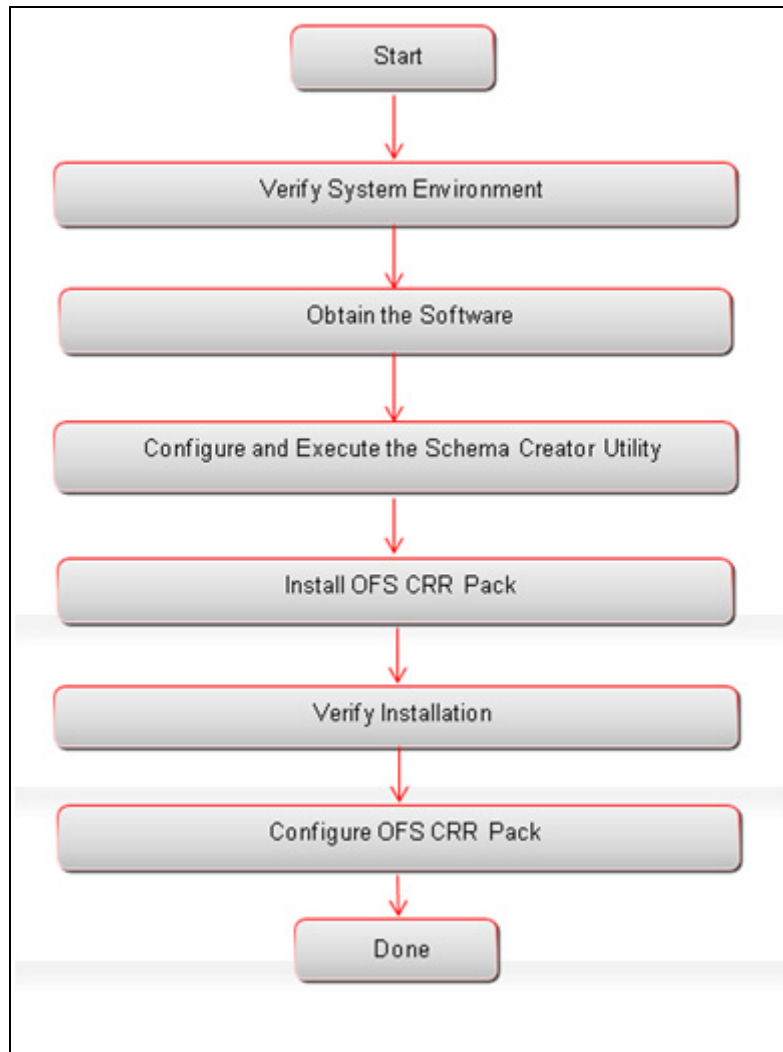 Start
Verify System Environment
Obtain the Software
Configure and Execute the Schema Creator Utility
Install OFS CRR Pack
Verify Installation
Configure OFS CRR Pack
Done